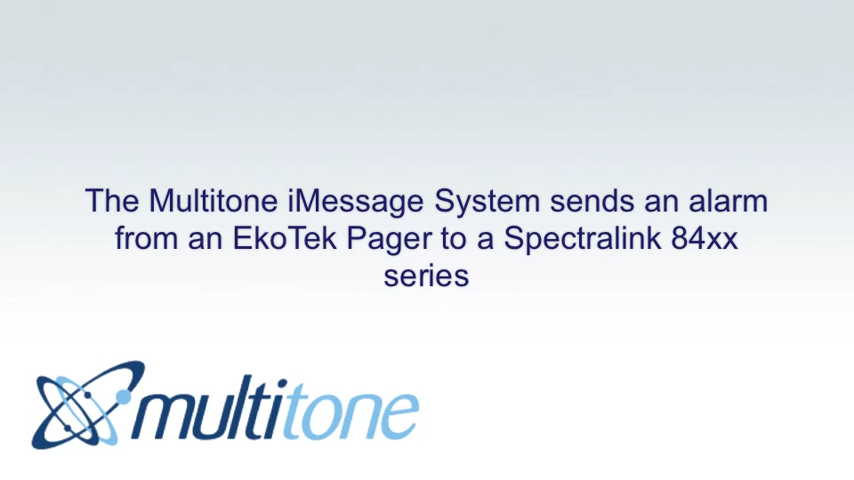 The Multitone iMessage System sends an alarm
from an EkoTek Pager to a Spectralink 84xx
series
multitone